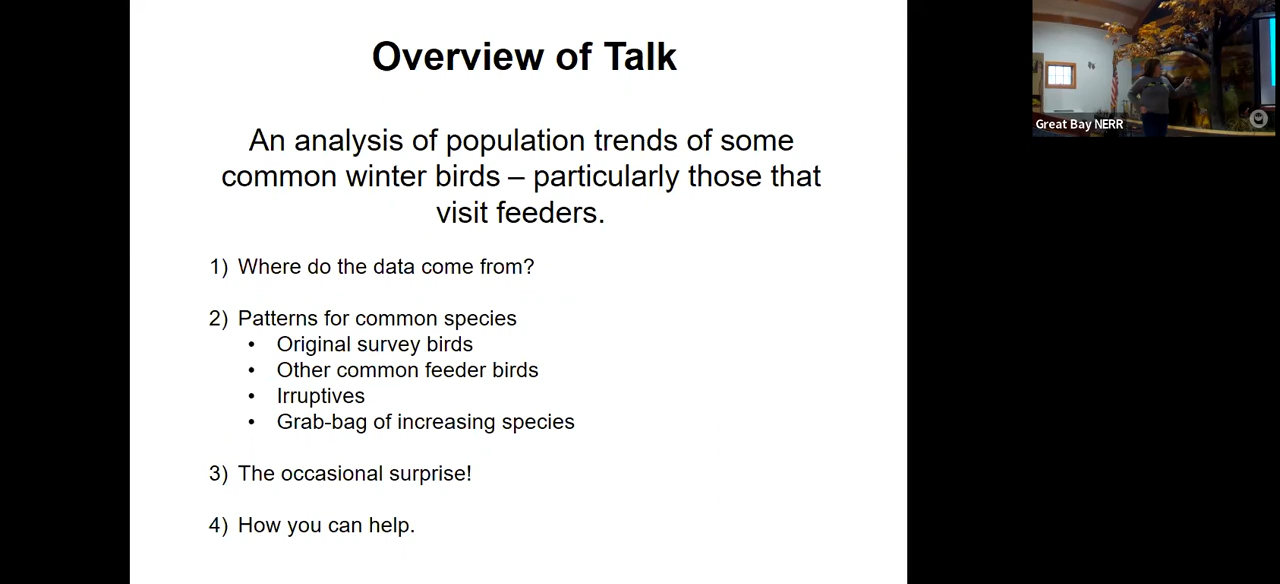 Overview of Talk
An analysis of population trends of some
common winter birds – particularly those that
visit feeders.
1) Where do the data come from?
2) Patterns for common species
• Original survey birds
• Other common feeder birds
• Irruptives
• Grab-bag of increasing species
3) The occasional surprise!
4) How you can help.
Great Bay NERR